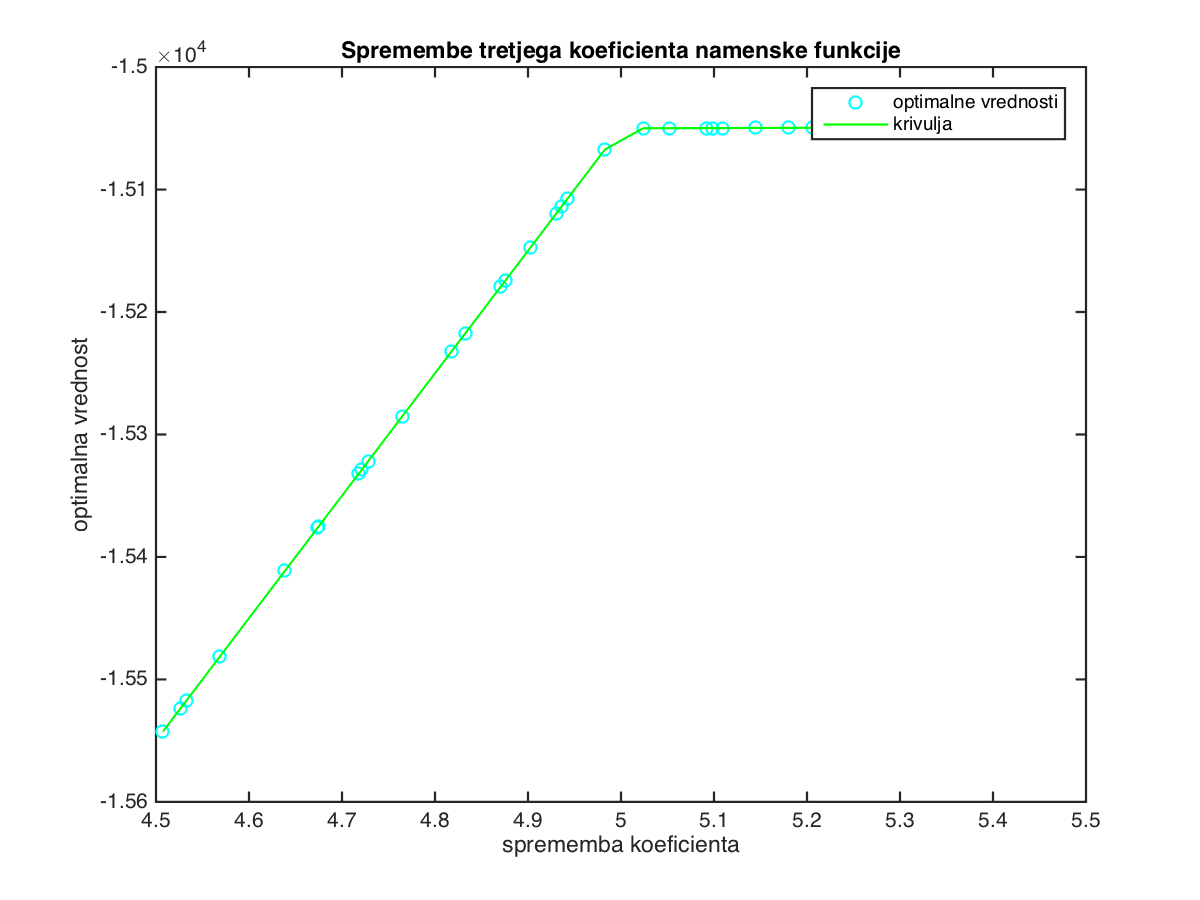 Spremembe tretjega koeficienta namenske funkcije
×10⁴
-1.5
-1.51
-1.52
-1.53
-1.54
-1.55
-1.56
optimalna vrednost
4.5 4.6 4.7 4.8 4.9 5 5.1 5.2 5.3 5.4 5.5
sprememba koeficienta
optimalne vrednosti
krivulja